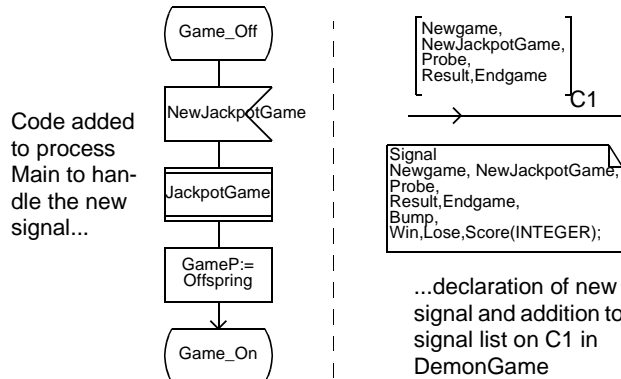 Game_Off
NewJackpotGame
JackpotGame
GameP:=
Offspring
Game_On
Code added
to process
Main to han-
dle the new
signal...
Newgame,
NewJackpotGame,
Probe,
Result,Endgame
C1
Signal
Newgame, NewJackpotGame,
Probe,
Result,Endgame,
Bump,
Win,Lose,Score(INTEGER);
...declaration of new
signal and addition to
signal list on C1 in
DemonGame